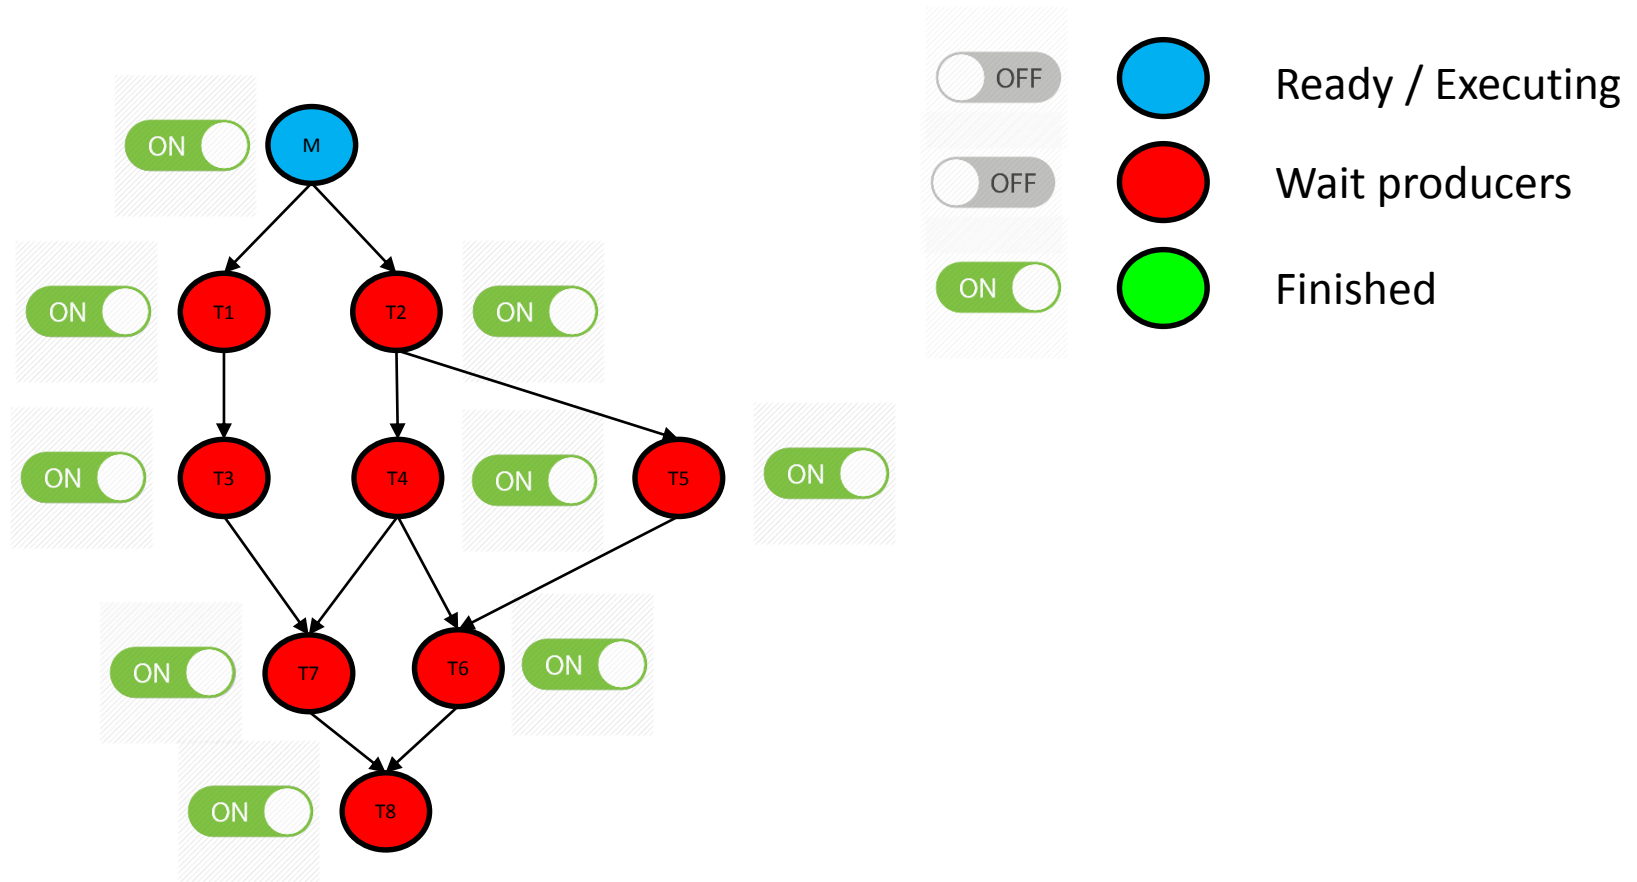 OFF
Ready / Executing
ON
M
OFF
Wait producers
ON
Finished
ON
T1
T2
ON
ON
T3
T4
ON
T5
ON
ON
T7
T6
ON
ON
T8